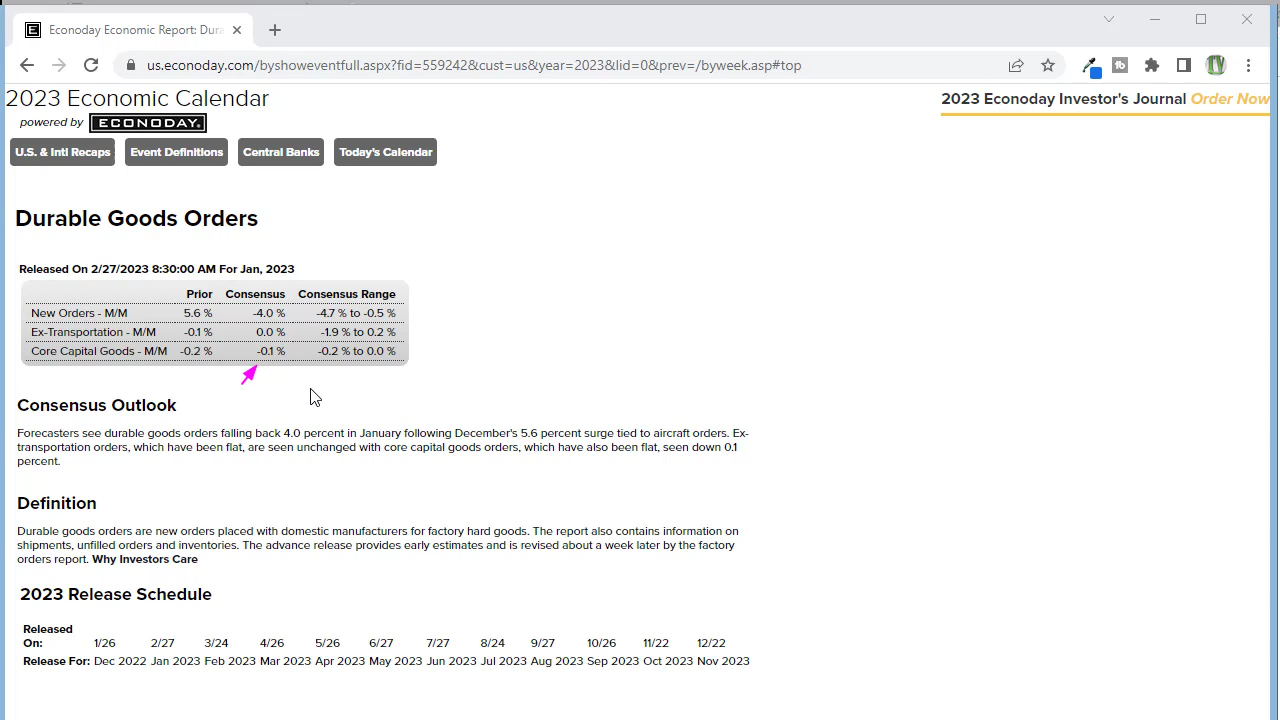 Econoday Economic Report: Dura
us.econoday.com/byshoweventfull.aspx?fid=559242&cust=us&year=2023&lid=0&prev=/byweek.asp#top
2023 Economic Calendar
powered by ECONODAY
2023 Econoday Investor's Journal Order Now
U.S. & Intl Recaps Event Definitions Central Banks Today's Calendar
Durable Goods Orders
Released On 2/27/2023 8:30:00 AM For Jan, 2023
Prior Consensus Consensus Range
New Orders - M/M 5.6 % -4.0 % -4.7 % to -0.5 %
Ex-Transportation - M/M -0.1 % 0.0 % -1.9 % to 0.2 %
Core Capital Goods - M/M -0.2 % -0.1 % -0.2 % to 0.0 %
Consensus Outlook
Forecasters see durable goods orders falling back 4.0 percent in January following December's 5.6 percent surge tied to aircraft orders. Ex-
transportation orders, which have been flat, are seen unchanged with core capital goods orders, which have also been flat, seen down 0.1
percent.
Definition
Durable goods orders are new orders placed with domestic manufacturers for factory hard goods. The report also contains information on
shipments, unfilled orders and inventories. The advance release provides early estimates and is revised about a week later by the factory
orders report. Why Investors Care
2023 Release Schedule
Released
On: 1/26 2/27 3/24 4/26 5/26 6/27 7/27 8/24 9/27 10/26 11/22 12/22
Release For: Dec 2022 Jan 2023 Feb 2023 Mar 2023 Apr 2023 May 2023 Jun 2023 Jul 2023 Aug 2023 Sep 2023 Oct 2023 Nov 2023